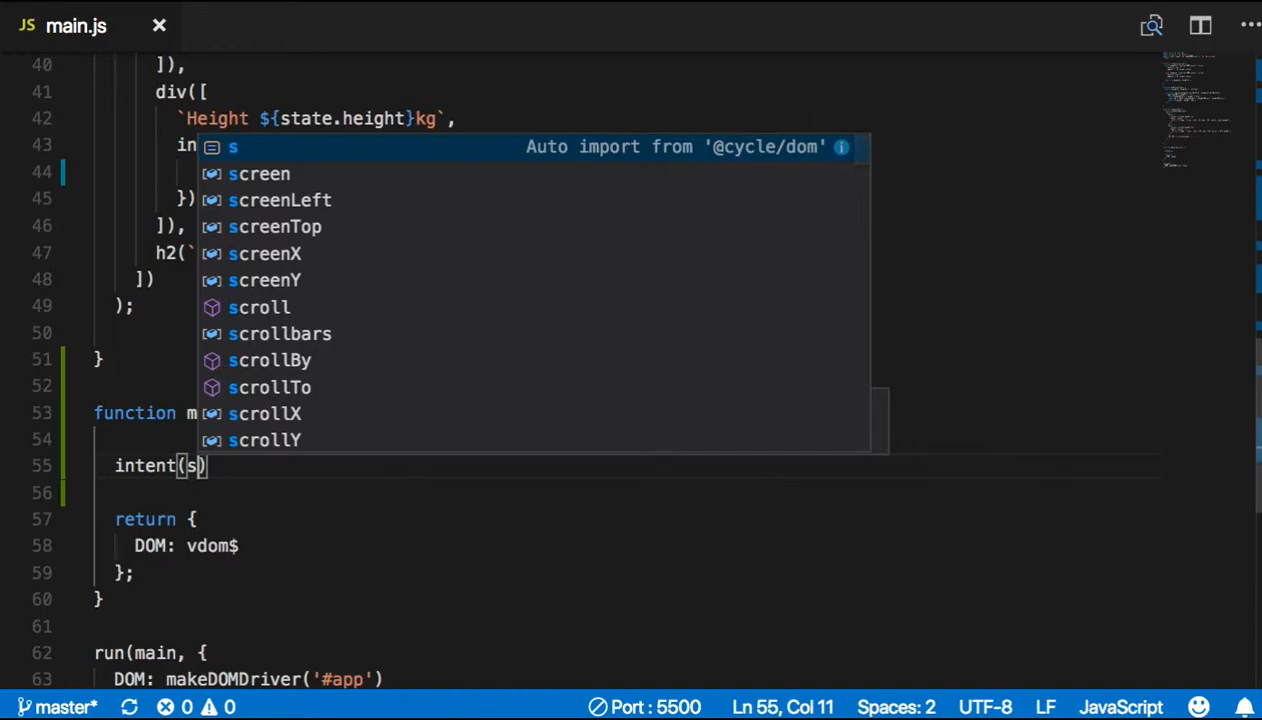 JS main.js ×
40 ]),
41 div([
42 `Height ${state.height}kg`,
43 in
s Auto import from '@cycle/dom'
44
screen
45 })
screenLeft
46 ]),
screenTop
47 h2(`
screenX
48 ])
screenY
49 );
scroll
50
scrollbars
51 }
scrollBy
52
scrollTo
53 function m
scrollX
54
scrollY
55 intent(s)
56
57 return {
58 DOM: vdom$
59 };
60 }
61
62 run(main, {
63 DOM: makeDOMDriver('#app')
master* 0 0 Port : 5500 Ln 55, Col 11 Spaces: 2 UTF-8 LF JavaScript